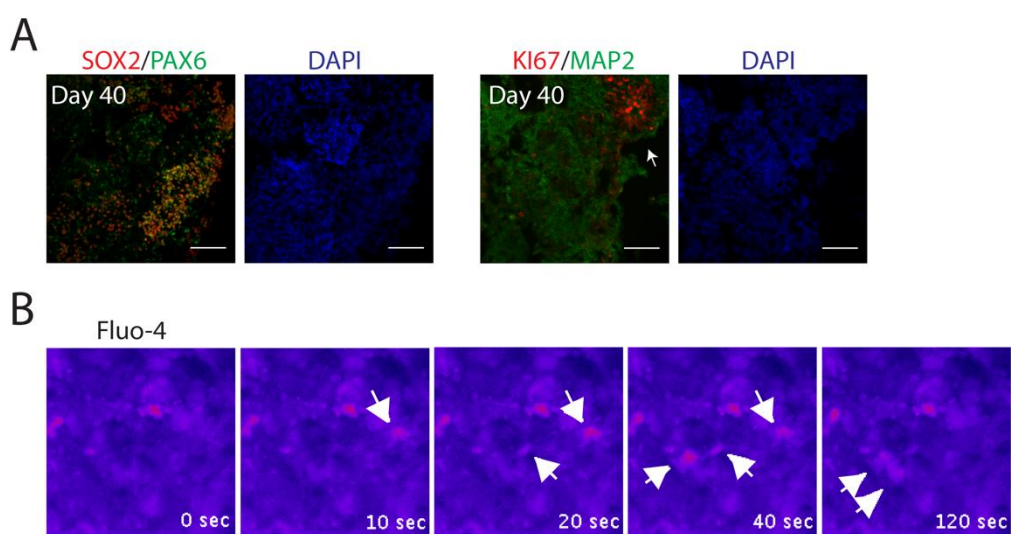 A
SOX2/PAX6
DAPI
KI67/MAP2
DAPI
Day 40
Day 40
B
Fluo-4
0 sec
10 sec
20 sec
40 sec
120 sec